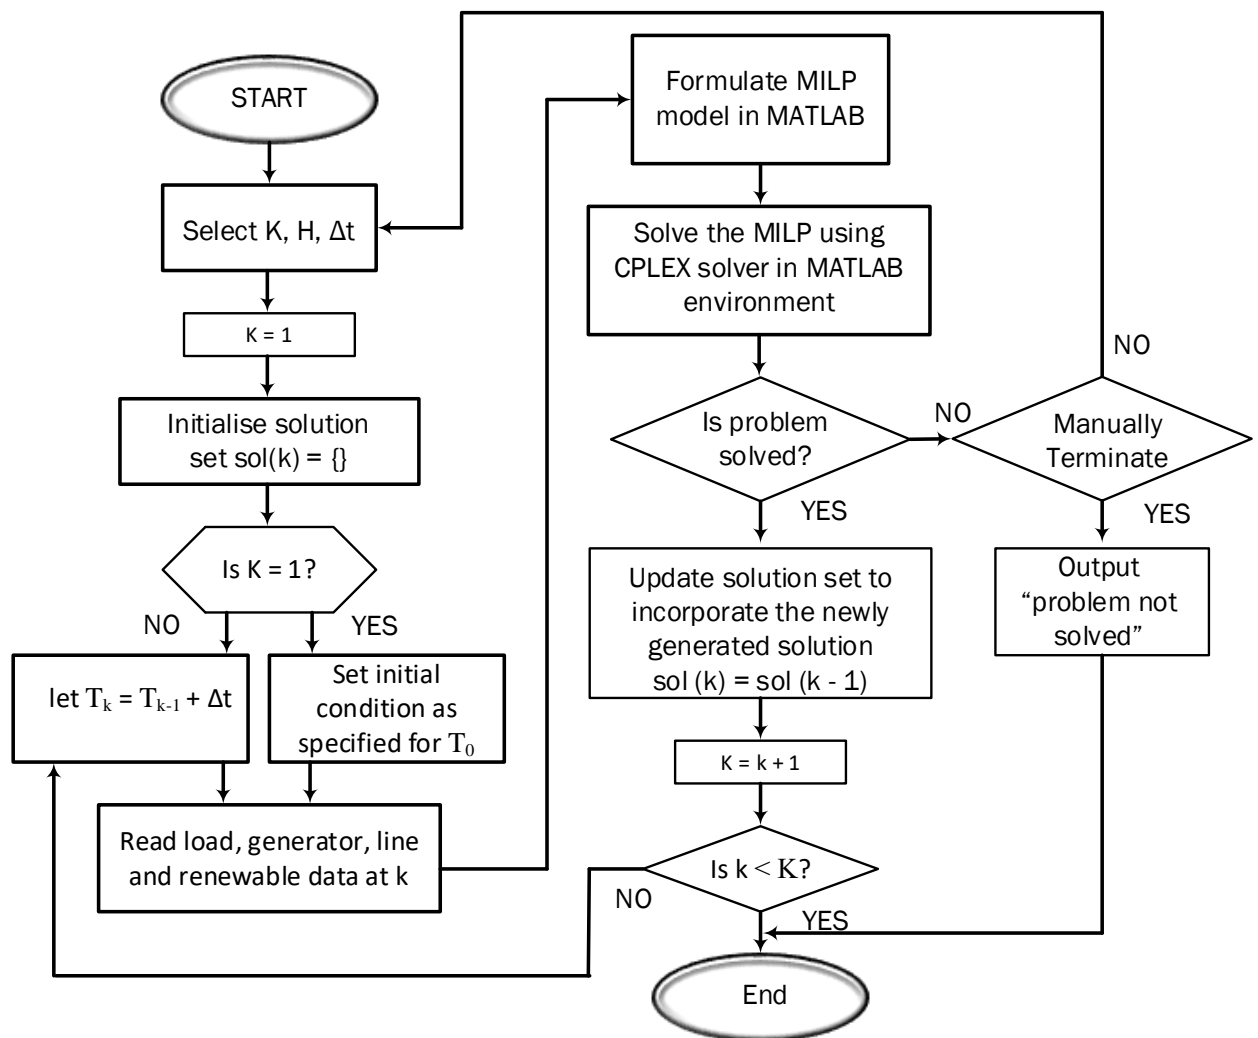 START
Select K, H, Δt
K = 1
Initialise solution
set sol(k) = {}
Is K = 1?
NO
YES
let Tk = Tk-1 + Δt
Set initial
condition as
specified for T0
Read load, generator, line
and renewable data at k
Formulate MILP
model in MATLAB
Solve the MILP using
CPLEX solver in MATLAB
environment
Is problem
solved?
NO
YES
Manually
Terminate
NO
YES
Output
“problem not
solved”
Update solution set to
incorporate the newly
generated solution
sol (k) = sol (k - 1)
K = k + 1
Is k < K?
NO
YES
End